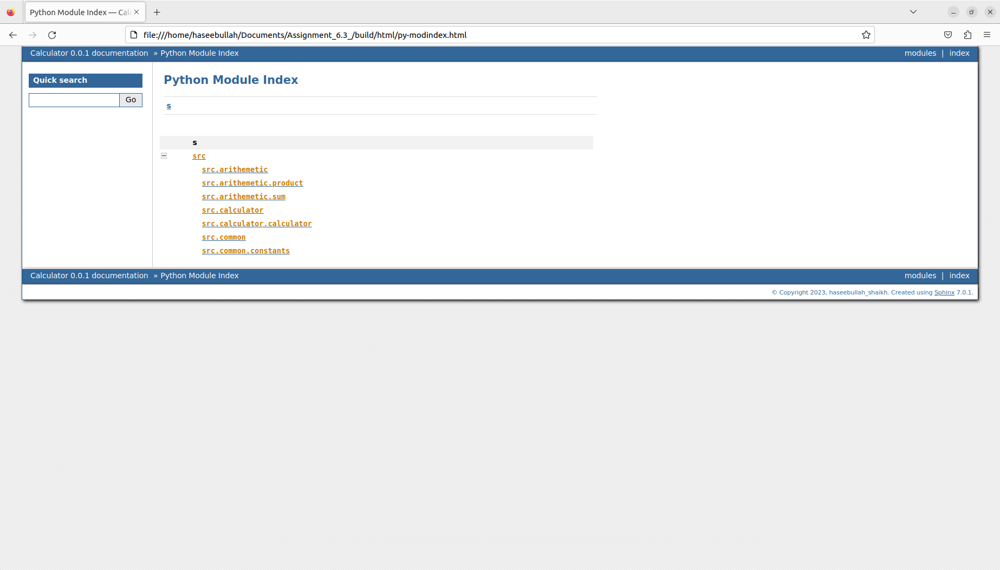 Python Module Index — Calc
file:///home/haseebullah/Documents/Assignment_6.3_/build/html/py-modindex.html
Calculator 0.0.1 documentation » Python Module Index modules | index
Quick search
Go
Python Module Index
s
s
src
src.arithemetic
src.arithemetic.product
src.arithemetic.sum
src.calculator
src.calculator.calculator
src.common
src.common.constants
Calculator 0.0.1 documentation » Python Module Index modules | index
© Copyright 2023, haseebullah_shaikh. Created using Sphinx 7.0.1.